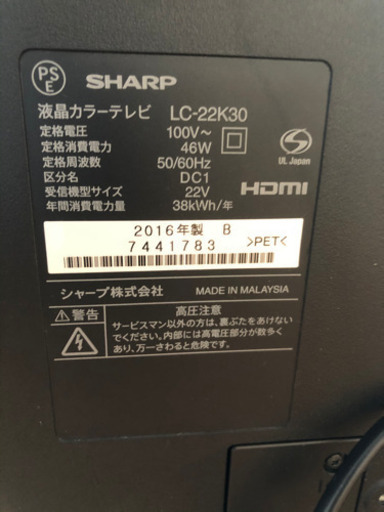 PS
E
SHARP
液晶カラーテレビ LC-22K30
定格電圧 100V~
定格消費電力 46W
定格周波数 50/60Hz
区分名 DC1
受信機型サイズ 22V
年間消費電力量 38kWh/年
S
UL Japan
HDMI
2016年製 B
7441783
>PET<
シャープ株式会社 MADE IN MALAYSIA
警告
高圧注意
サービスマン以外の方は、裏ぶたをあけない
でください。内部には高電圧部分が数多く
あり、万一さわると危険です。